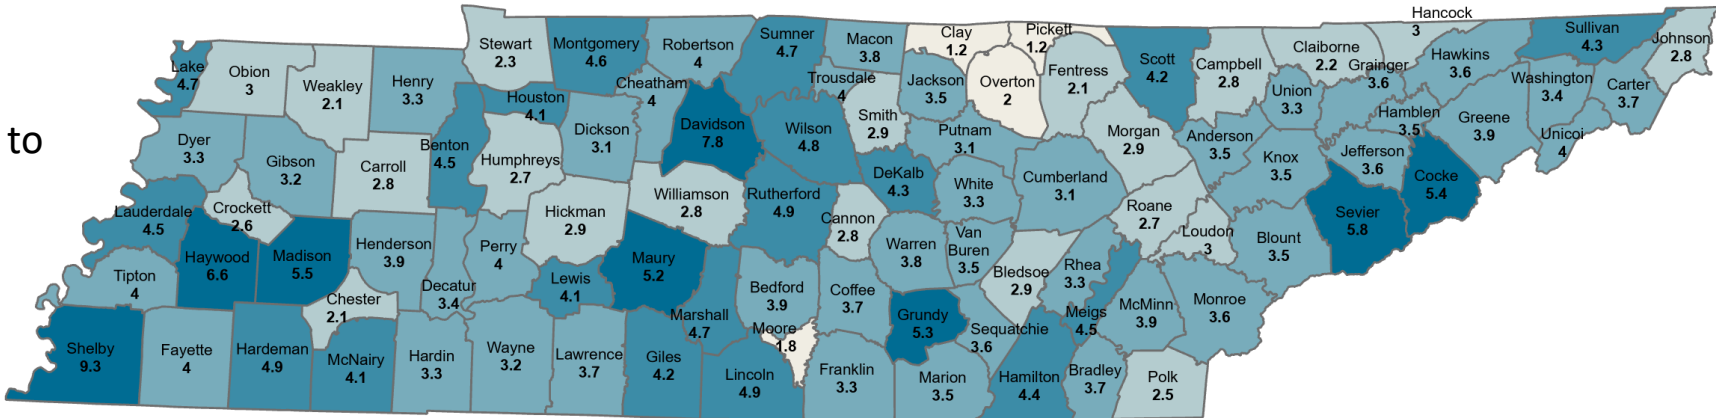 to
Lake
4.7
Obion
3
Weakley
2.1
Henry
3.3
Stewart
2.3
Montgomery
4.6
Robertson
4
Sumner
4.7
Macon
3.8
Clay
1.2
Pickett
1.2
Scott
4.2
Campbell
2.8
Claiborne
2.2
Hancock
3
Hawkins
3.6
Sullivan
4.3
Johnson
2.8
Grainger
3.6
Washington
3.4
Carter
3.7
Unicoi
4
Greene
3.9
Hamblen
3.5
Union
3.3
Fentress
2.1
Overton
2
Jackson
3.5
Trousdale
4
Smith
2.9
Cheatham
4
Houston
4.1
Dickson
3.1
Davidson
7.8
Wilson
4.8
Putnam
3.1
Morgan
2.9
Anderson
3.5
Knox
3.5
Jefferson
3.6
Cocke
5.4
Sevier
5.8
Dyer
3.3
Gibson
3.2
Carroll
2.8
Benton
4.5
Humphreys
2.7
Williamson
2.8
Rutherford
4.9
DeKalb
4.3
White
3.3
Cumberland
3.1
Roane
2.7
Loudon
3
Blount
3.5
Lauderdale
4.5
Crockett
2.6
Haywood
6.6
Madison
5.5
Henderson
3.9
Decatur
3.4
Perry
4
Hickman
2.9
Lewis
4.1
Maury
5.2
Cannon
2.8
Warren
3.8
Van
Buren
3.5
Bledsoe
2.9
Rhea
3.3
Meigs
4.5
McMinn
3.9
Monroe
3.6
Tipton
4
Chester
2.1
Marshall
4.7
Bedford
3.9
Coffee
3.7
Grundy
5.3
Sequatchie
3.6
Moore
1.8
Shelby
9.3
Fayette
4
Hardeman
4.9
McNairy
4.1
Hardin
3.3
Wayne
3.2
Lawrence
3.7
Giles
4.2
Lincoln
4.9
Franklin
3.3
Marion
3.5
Hamilton
4.4
Bradley
3.7
Polk
2.5